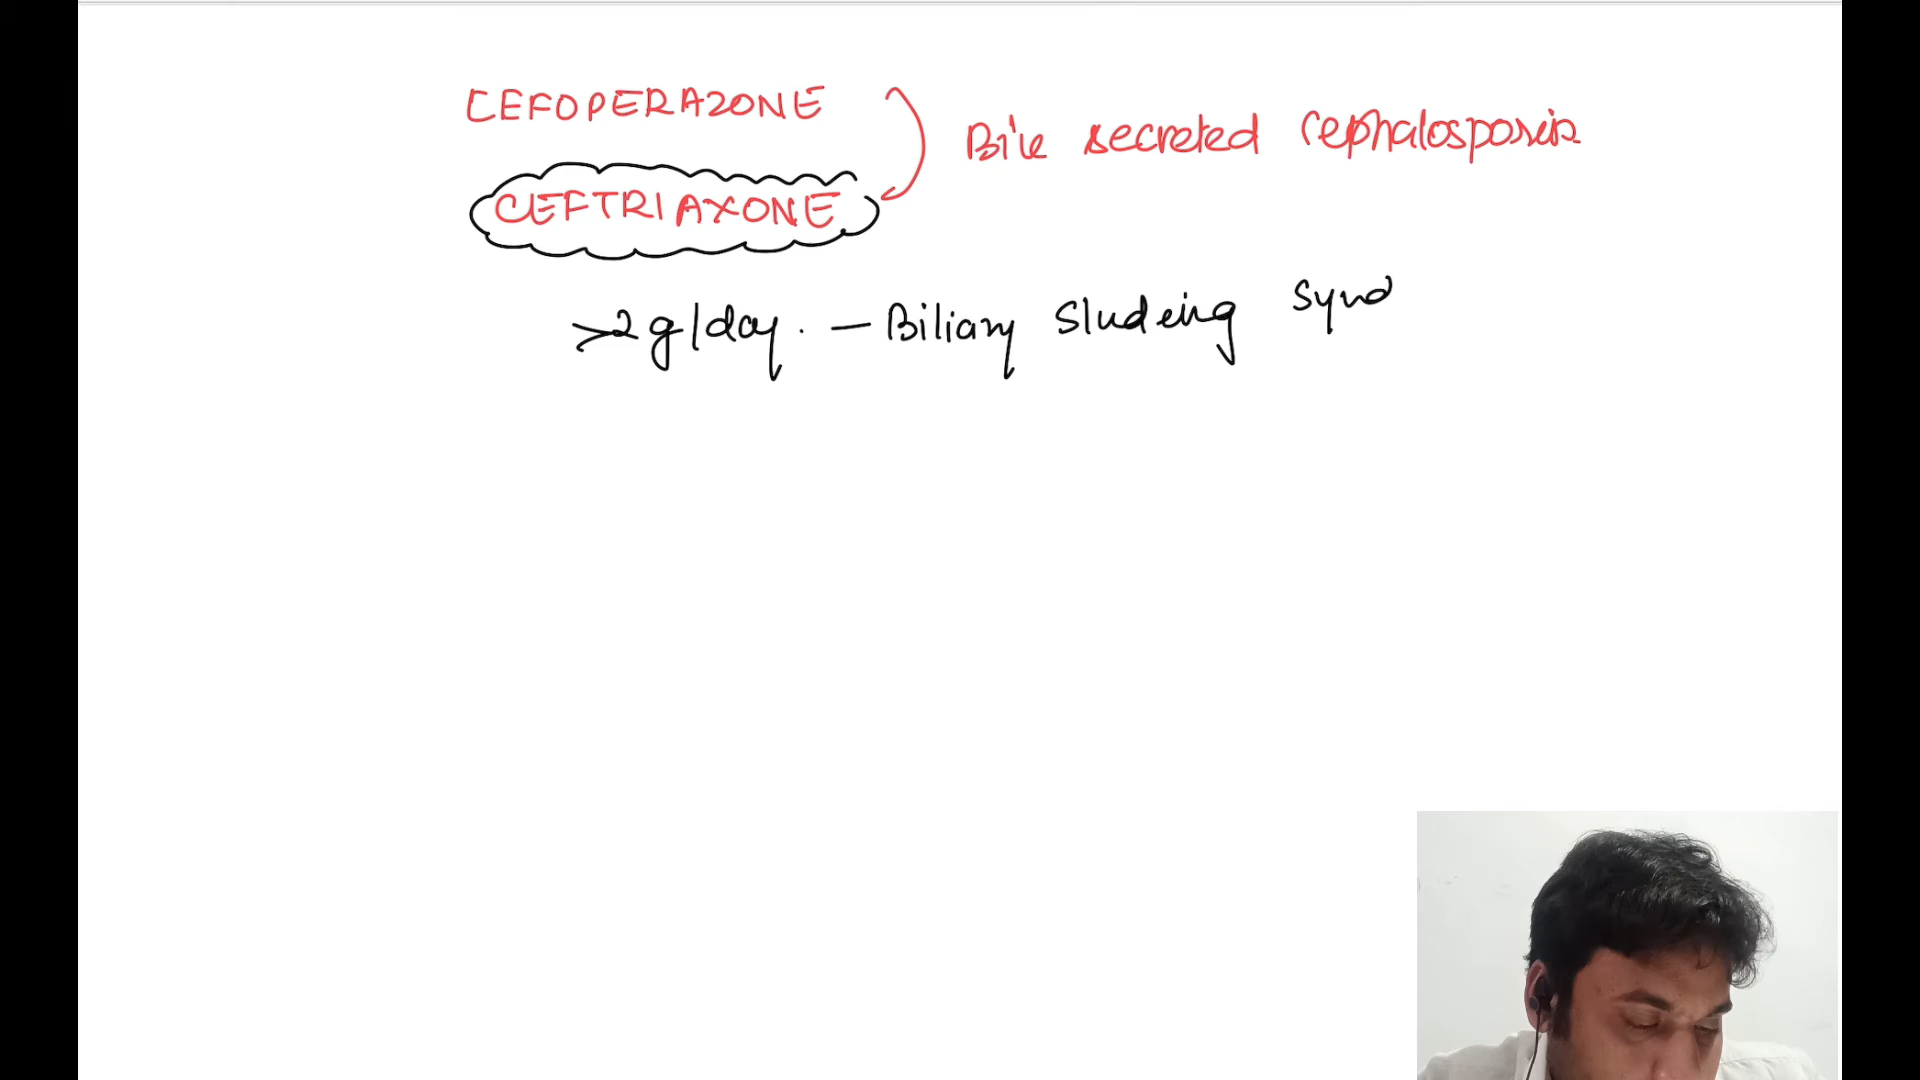 CEFOPERAZONE
Bile secreted cephalosporin
CEFTRIAXONE
>2g/day. - Biliary Sludeing Synd